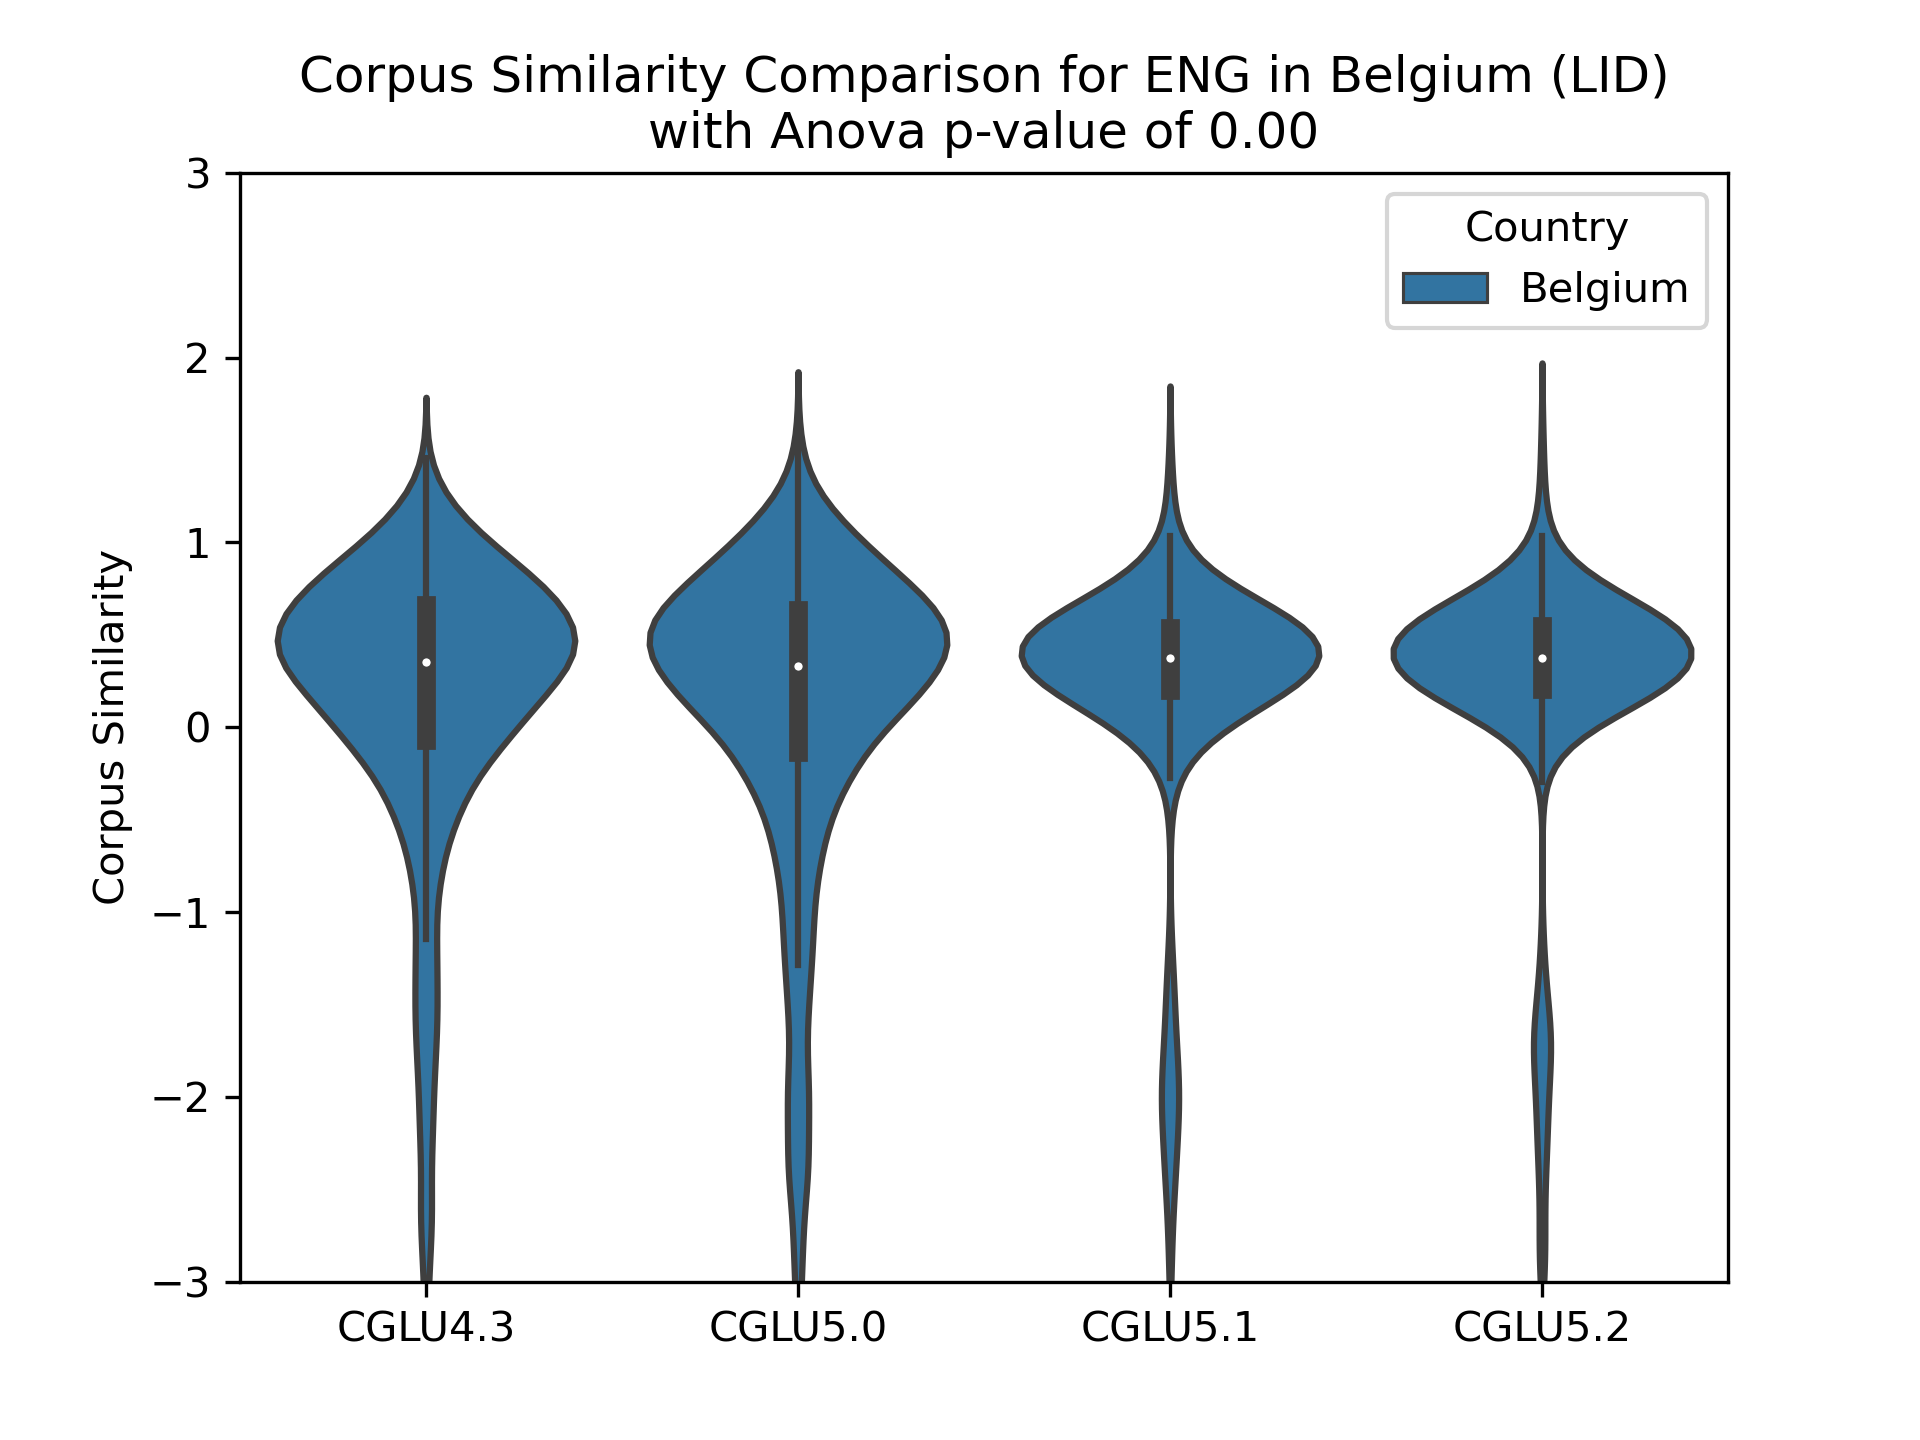 Corpus Similarity Comparison for ENG in Belgium (LID)
with Anova p-value of 0.00
Country
Belgium
Corpus Similarity
3
2
1
0
−1
−2
−3
CGLU4.3
CGLU5.0
CGLU5.1
CGLU5.2